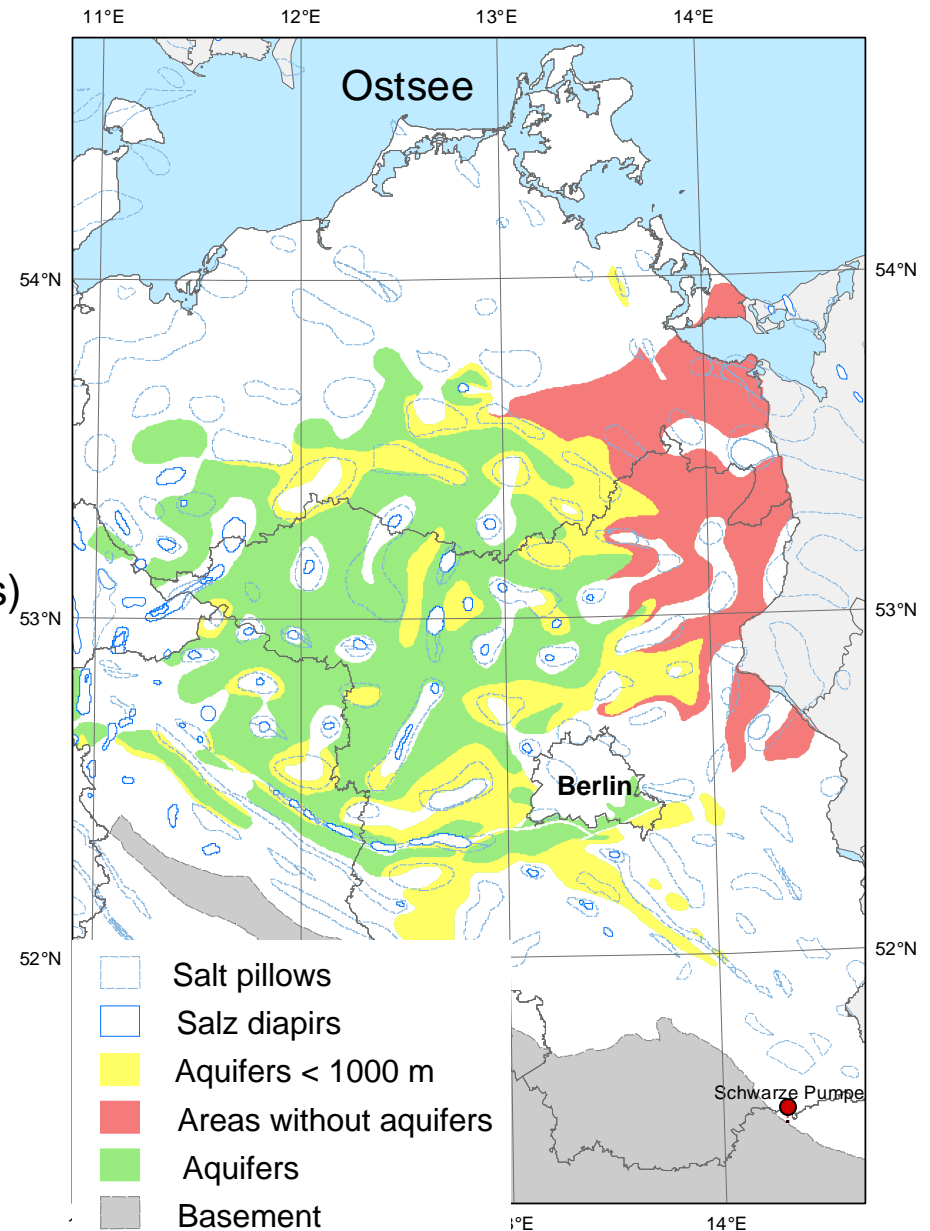 11°E 12°E 13°E 14°E
Ostsee
54°N 54°N
s)
53°N 53°N
Berlin
52°N 52°N
Salt pillows
Salz diapirs
Aquifers < 1000 m
Schwarze Pumpe
Areas without aquifers
Aquifers
Basement
3°E 14°E